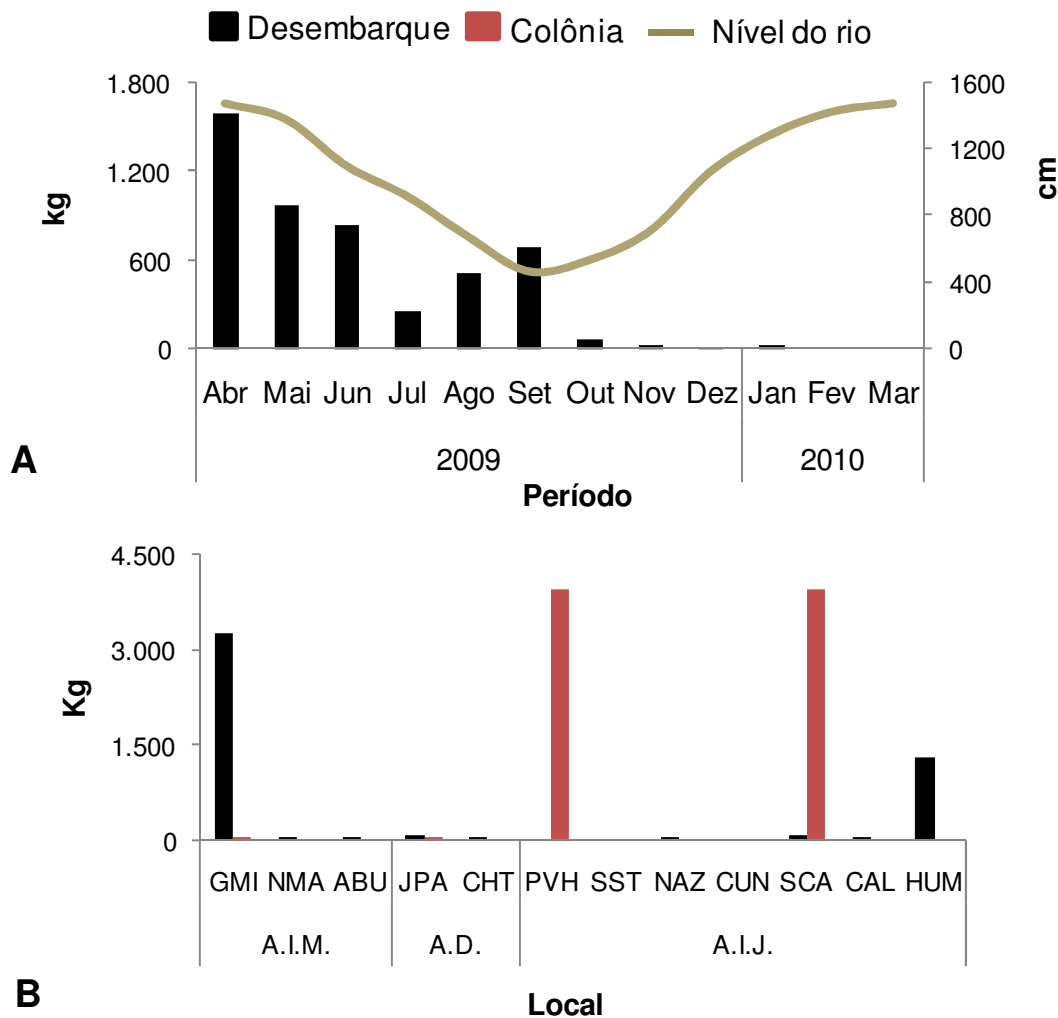 Desembarque Colônia Nível do rio
1.800 1600
1.200 1200
kg 800 cm
600 400
0 0
Abr Mai Jun Jul Ago Set Out Nov Dez Jan Fev Mar
A 2009 2010
Período
4.500
3.000
Kg
1.500
0
GMI NMA ABU JPA CHT PVH SST NAZ CUN SCA CAL HUM
A.I.M. A.D. A.I.J.
B Local